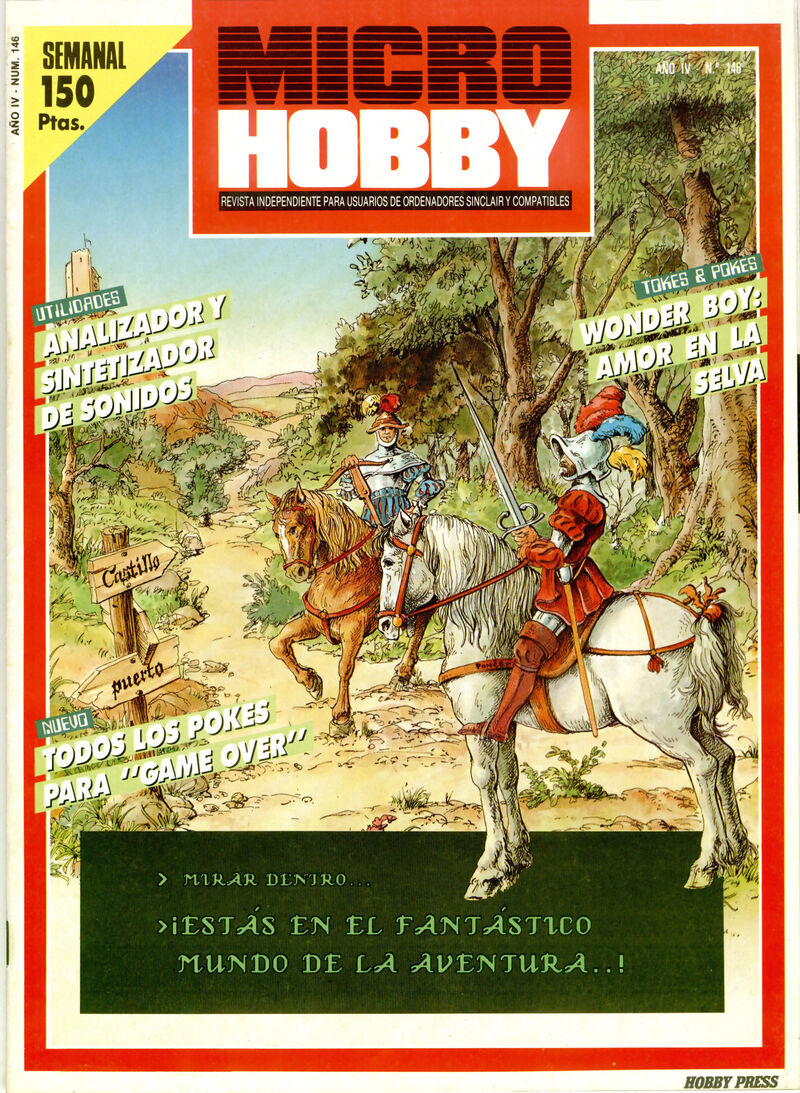 AÑO IV - NUM. 146
SEMANAL
150
Ptas.
MICRO
HOBBY
REVISTA INDEPENDIENTE PARA USUARIOS DE ORDENADORES SINCLAIR Y COMPATIBLES
AÑO IV - N.º 146
UTILIDADES
ANALIZADOR Y
SINTETIZADOR
DE SONIDOS
TOKES & POKES
WONDER BOY:
AMOR EN LA
SELVA
Castillo
puerto
PONCE
NUEVO
TODOS LOS POKES
PARA "GAME OVER"
> MIRAR DENTRO...
>¡ESTÁS EN EL FANTÁSTICO
MUNDO DE LA AVENTURA..!
HOBBY PRESS